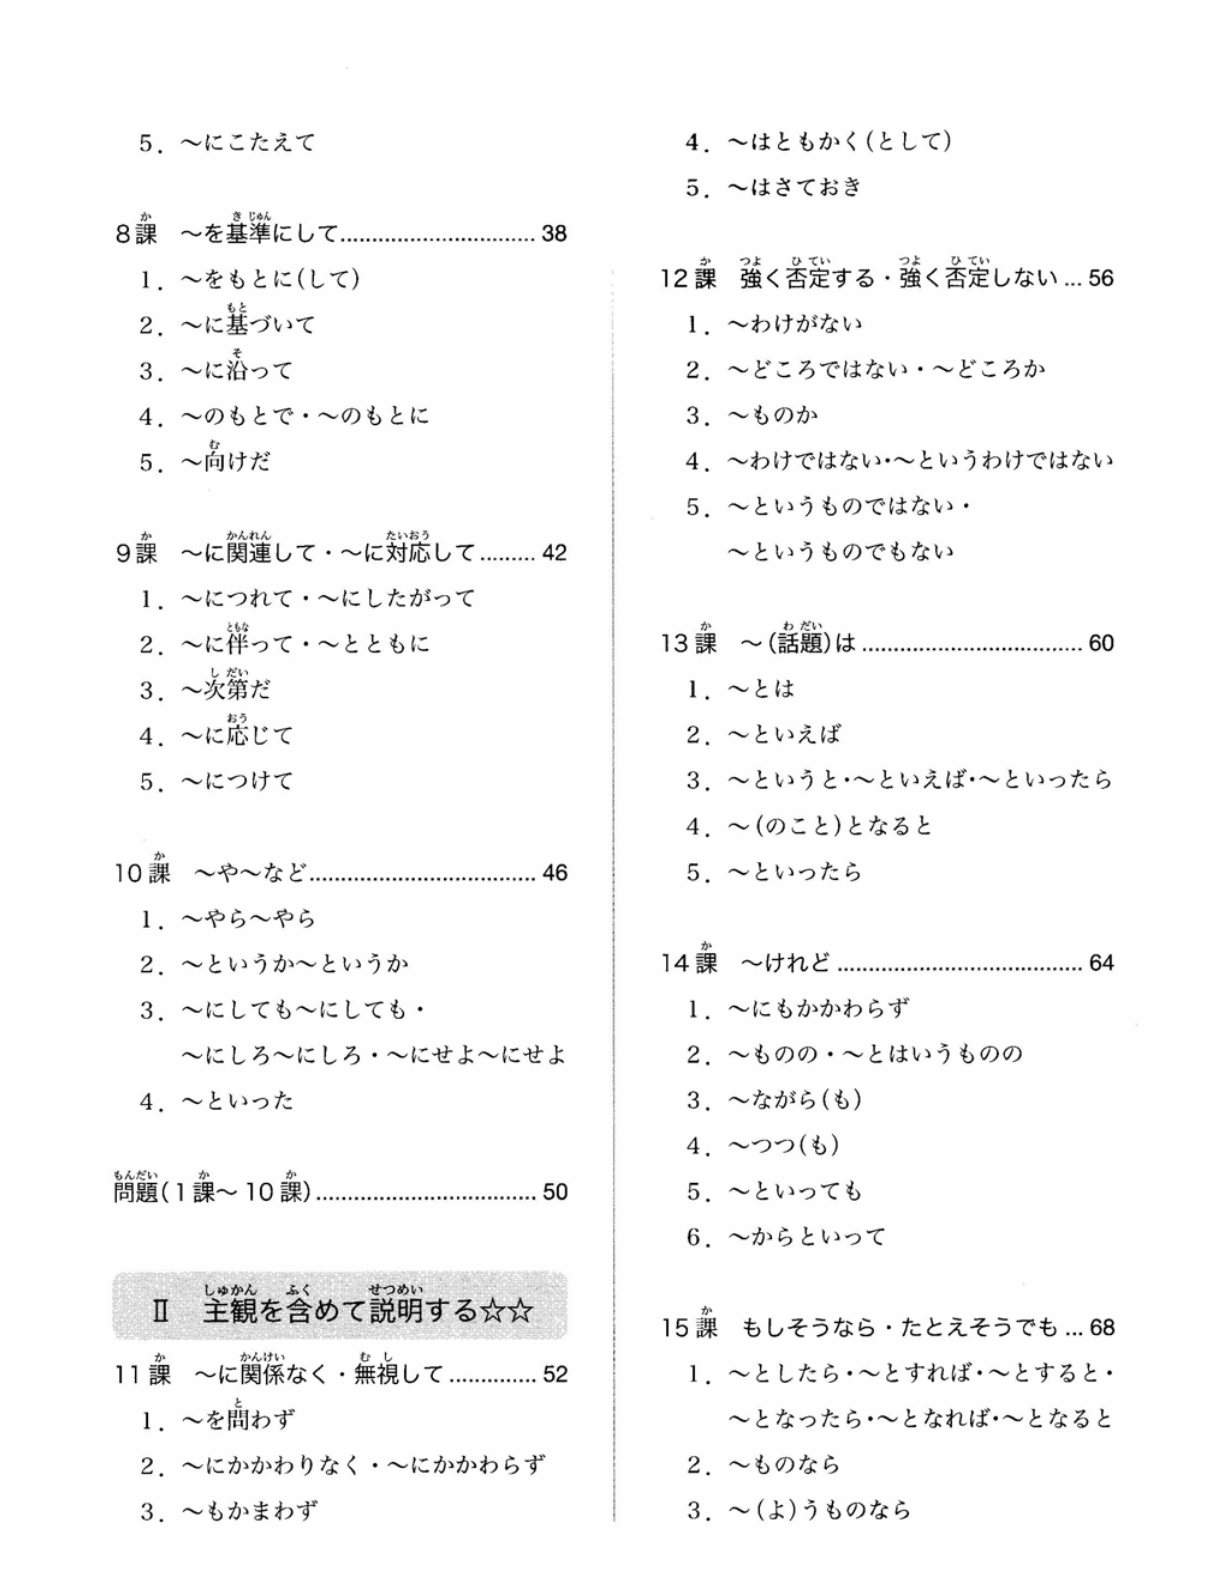 5．～にこたえて
8課　～を基準にして............................... 38
1．～をもとに(して)
2．～に基づいて
3．～に沿って
4．～のもとで・～のもとに
5．～向けだ
9課　～に関連して・～に対応して......... 42
1．～につれて・～にしたがって
2．～に伴って・～とともに
3．～次第だ
4．～に応じて
5．～につけて
10課　～や～など.................................... 46
1．～やら～やら
2．～というか～というか
3．～にしても～にしても・
～にしろ～にしろ・～にせよ～にせよ
4．～といった
問題(1課～10課)................................... 50
Ⅱ　主観を含めて説明する☆☆
11課　～に関係なく・無視して.............. 52
1．～を問わず
2．～にかかわりなく・～にかかわらず
3．～もかまわず
4．～はともかく(として)
5．～はさておき
12課　強く否定する・強く否定しない ... 56
1．～わけがない
2．～どころではない・～どころか
3．～ものか
4．～わけではない・～というわけではない
5．～というものではない・
～というものでもない
13課　～(話題)は ................................... 60
1．～とは
2．～といえば
3．～というと・～といえば・～といったら
4．～(のこと)となると
5．～といったら
14課　～けれど ....................................... 64
1．～にもかかわらず
2．～ものの・～とはいうものの
3．～ながら(も)
4．～つつ(も)
5．～といっても
6．～からといって
15課　もしそうなら・たとえそうでも ... 68
1．～としたら・～とすれば・～とすると・
～となったら・～となれば・～となると
2．～ものなら
3．～(よ)うものなら